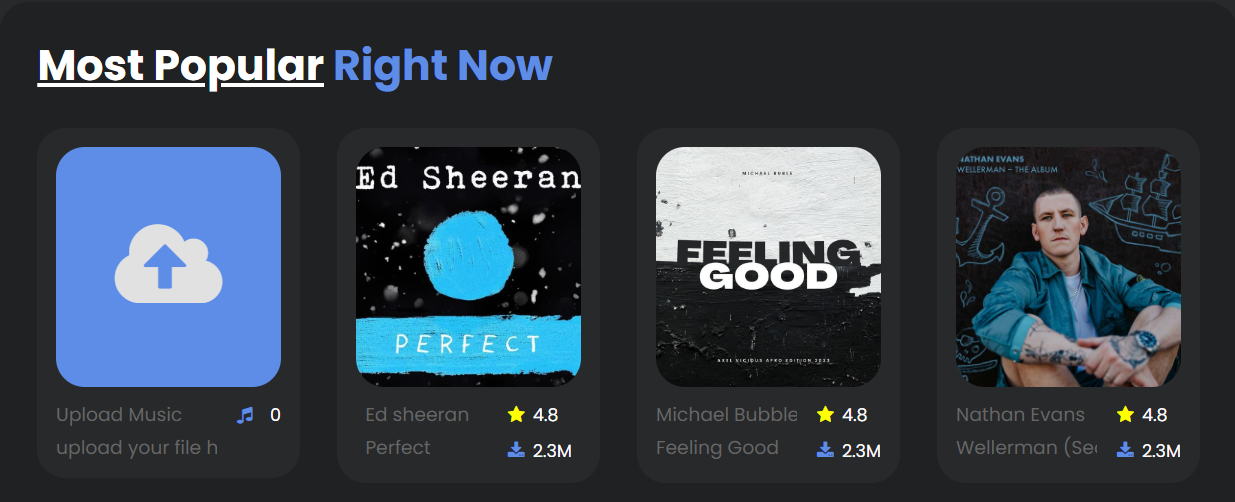 Most Popular Right Now
Ed Sheeran
PERFECT
MICHAEL BUBLE
FEELING
GOOD
AXEL VICIOUS AFRO EDITION 2023
NATHAN EVANS
WELLERMAN – THE ALBUM
Upload Music 0
upload your file h
Ed sheeran 4.8
Perfect 2.3M
Michael Bubble 4.8
Feeling Good 2.3M
Nathan Evans 4.8
Wellerman (Sec 2.3M